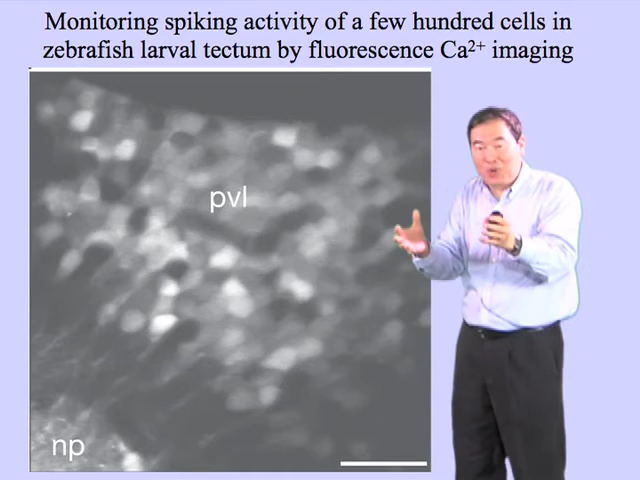 Monitoring spiking activity of a few hundred cells in
zebrafish larval tectum by fluorescence Ca²⁺ imaging
pvl
np